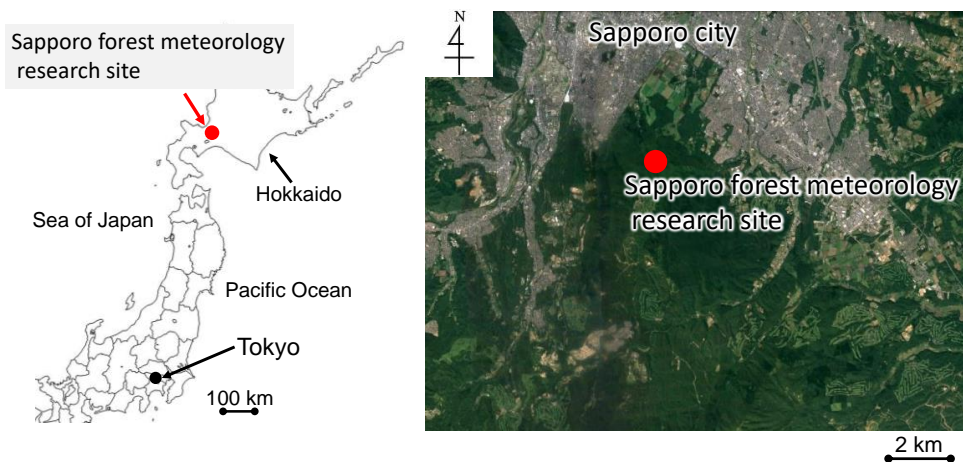 Sapporo forest meteorology
research site
Hokkaido
Sea of Japan
Pacific Ocean
Tokyo
100 km
N
Sapporo city
Sapporo forest meteorology
research site
2 km